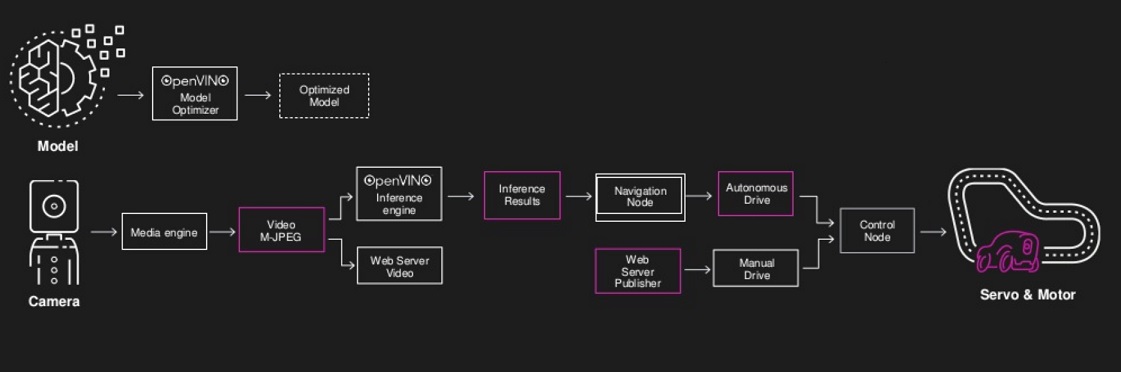 OpenVINO
Model
Optimizer
Optimized
Model
Model
OpenVINO
Inference
engine
Inference
Results
Navigation
Node
Autonomous
Drive
Media engine
Video
M-JPEG
Control
Node
Web Server
Video
Web
Server
Publisher
Manual
Drive
Camera
Servo & Motor